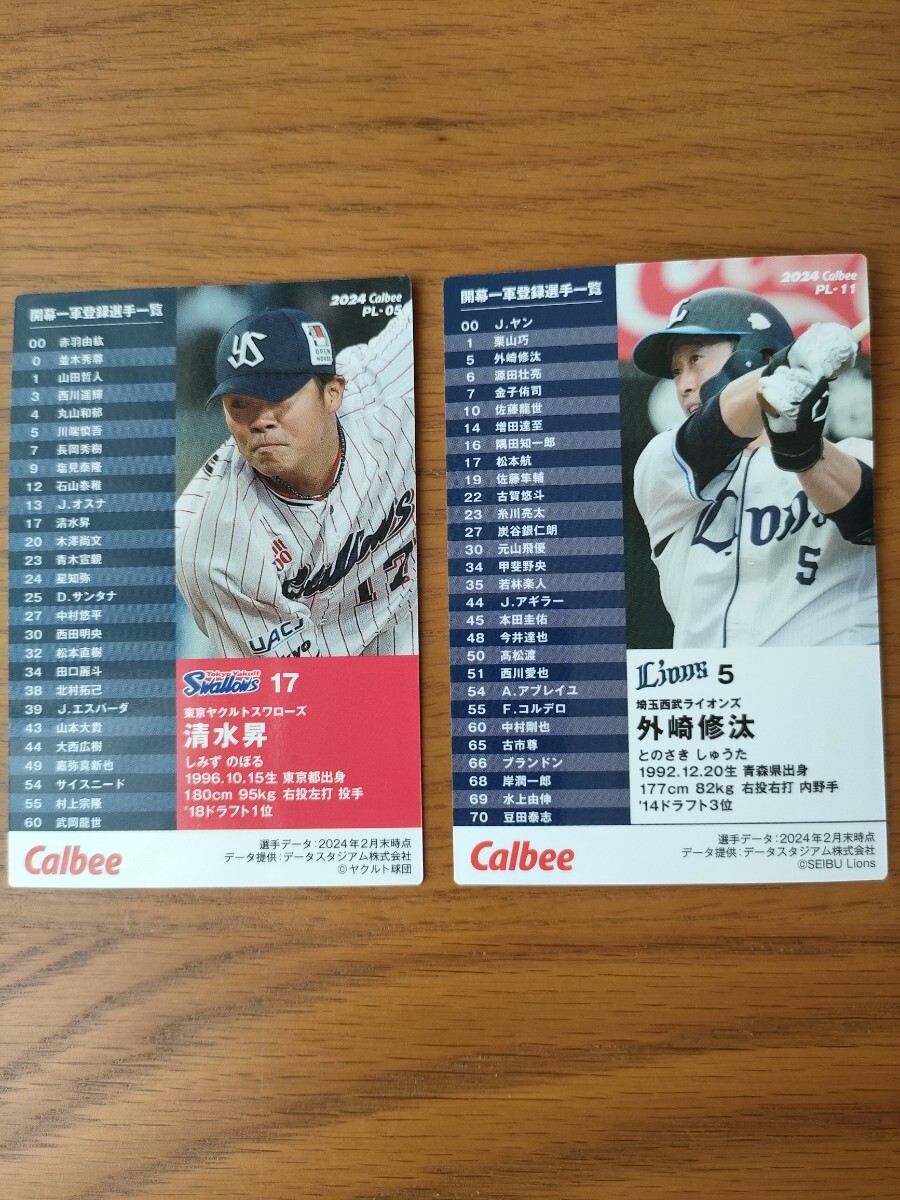 開幕一軍登録選手一覧
00 赤羽由紘
0 並木秀尊
1 山田哲人
3 西川遥輝
4 丸山和郁
5 川端慎吾
7 長岡秀樹
9 塩見泰隆
12 石山泰稚
13 J.オスナ
17 清水昇
20 木澤尚文
23 青木宣親
24 星知弥
25 D.サンタナ
27 中村悠平
30 西田明央
32 松本直樹
34 田口麗斗
38 北村拓己
39 J.エスパーダ
43 山本大貴
44 大西広樹
49 嘉弥真新也
54 サイスニード
55 村上宗隆
60 武岡龍世
2024 Calbee
PL-05
YS
OPEN HOUSE
Swallows
17
UACJ
Tokyo Yakult
Swallows 17
東京ヤクルトスワローズ
清水昇
しみず のぼる
1996.10.15生 東京都出身
180cm 95kg 右投左打 投手
'18ドラフト1位
Calbee
選手データ:2024年2月末時点
データ提供:データスタジアム株式会社
©ヤクルト球団
開幕一軍登録選手一覧
00 J.ヤン
1 栗山巧
5 外崎修汰
6 源田壮亮
7 金子侑司
10 佐藤龍世
14 増田達至
16 隅田知一郎
17 松本航
19 佐藤隼輔
22 古賀悠斗
23 糸川亮太
27 炭谷銀仁朗
30 元山飛優
34 甲斐野央
35 若林楽人
44 J.アギラー
45 本田圭佑
48 今井達也
50 髙松渡
51 西川愛也
54 A.アブレイユ
55 F.コルデロ
60 中村剛也
65 古市尊
66 ブランドン
68 岸潤一郎
69 水上由伸
70 豆田泰志
2024 Calbee
PL-11
L
Lions
5
Lions 5
埼玉西武ライオンズ
外崎修汰
とのさき しゅうた
1992.12.20生 青森県出身
177cm 82kg 右投右打 内野手
'14ドラフト3位
Calbee
選手データ:2024年2月末時点
データ提供:データスタジアム株式会社
©SEIBU Lions